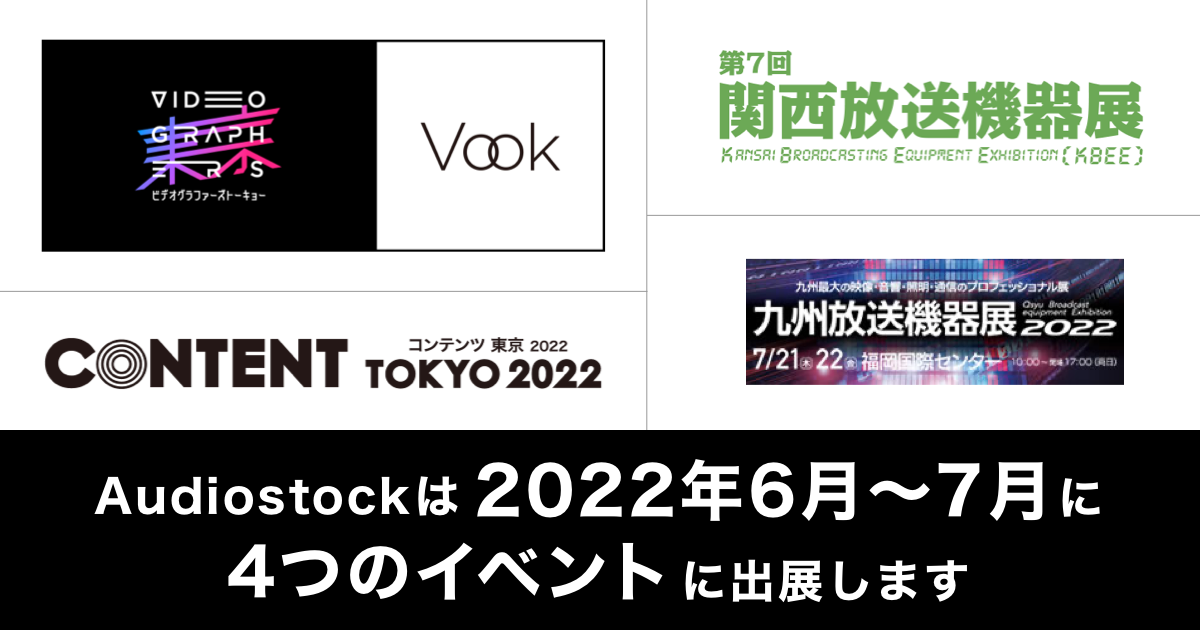 VIDEO
GRAPH
ERS
東京
ビデオグラファーズトーキョー
Vook
第7回
関西放送機器展
KANSAI BROADCASTING EQUIPMENT EXHIBITION (KBEE)
CONTENT
コンテンツ 東京 2022
TOKYO 2022
九州最大の映像・音響・照明・通信のプロフェッショナル展
九州放送機器展
Qsyu Broadcast
equipment Exhibition
2022
7/21(木)22(金) 福岡国際センター 10:00〜閉場17:00(両日)
Audiostockは 2022年6月〜7月に
4つのイベントに出展します